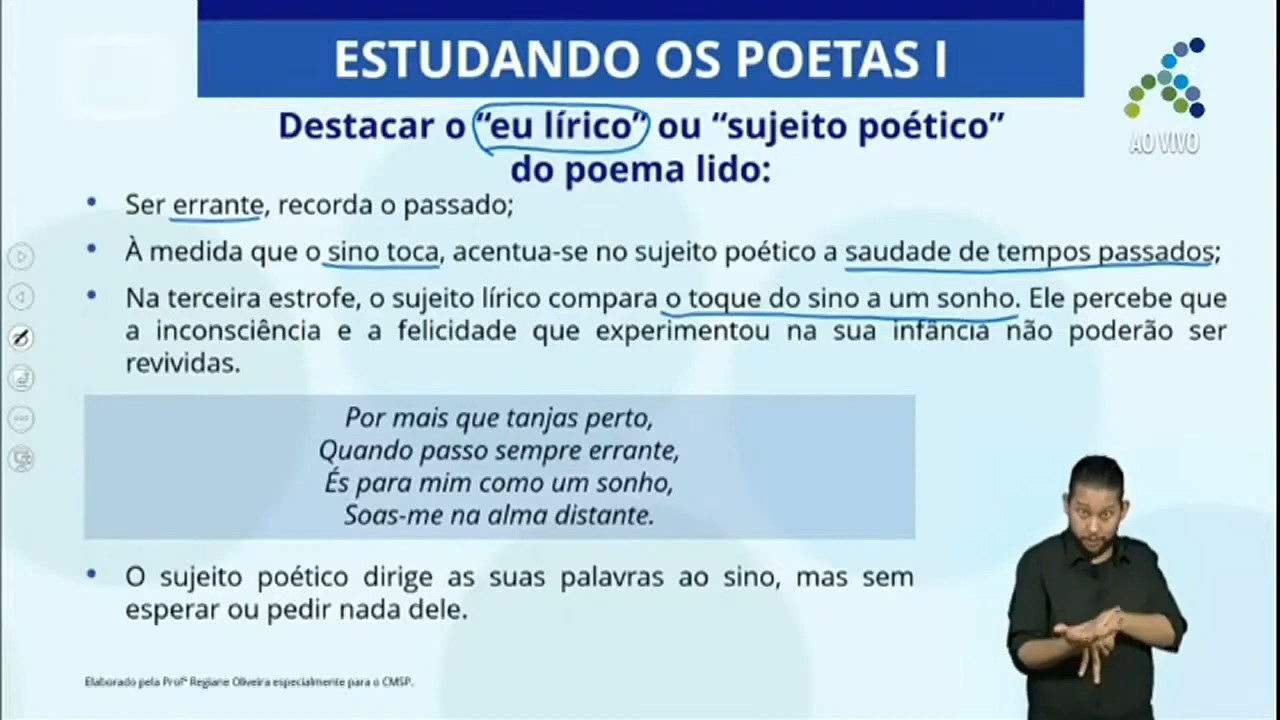 ESTUDANDO OS POETAS I
AO VIVO
Destacar o “eu lírico” ou “sujeito poético”
do poema lido:
• Ser errante, recorda o passado;
• À medida que o sino toca, acentua-se no sujeito poético a saudade de tempos passados;
• Na terceira estrofe, o sujeito lírico compara o toque do sino a um sonho. Ele percebe que
a inconsciência e a felicidade que experimentou na sua infância não poderão ser
revividas.
Por mais que tanjas perto,
Quando passo sempre errante,
És para mim como um sonho,
Soas-me na alma distante.
• O sujeito poético dirige as suas palavras ao sino, mas sem
esperar ou pedir nada dele.
Elaborado pela Profª Regiane Oliveira especialmente para o CMSP.